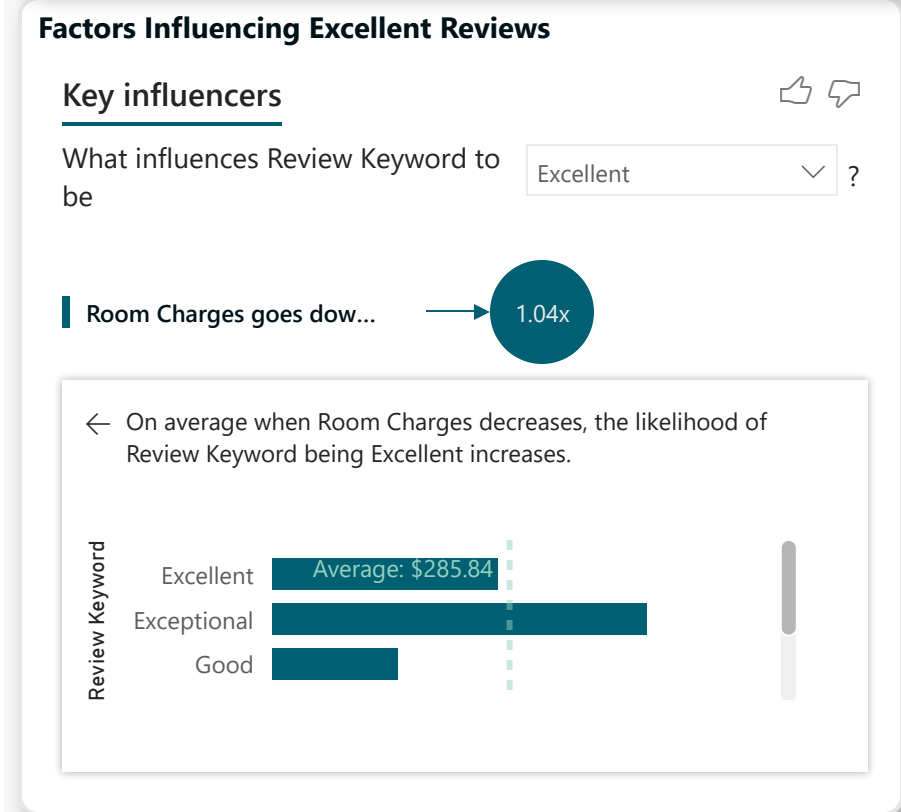 Factors Influencing Excellent Reviews
Key influencers
What influences Review Keyword to
be
Excellent
?
Room Charges goes dow...
1.04x
On average when Room Charges decreases, the likelihood of
Review Keyword being Excellent increases.
Review Keyword
Excellent
Average: $285.84
Exceptional
Good